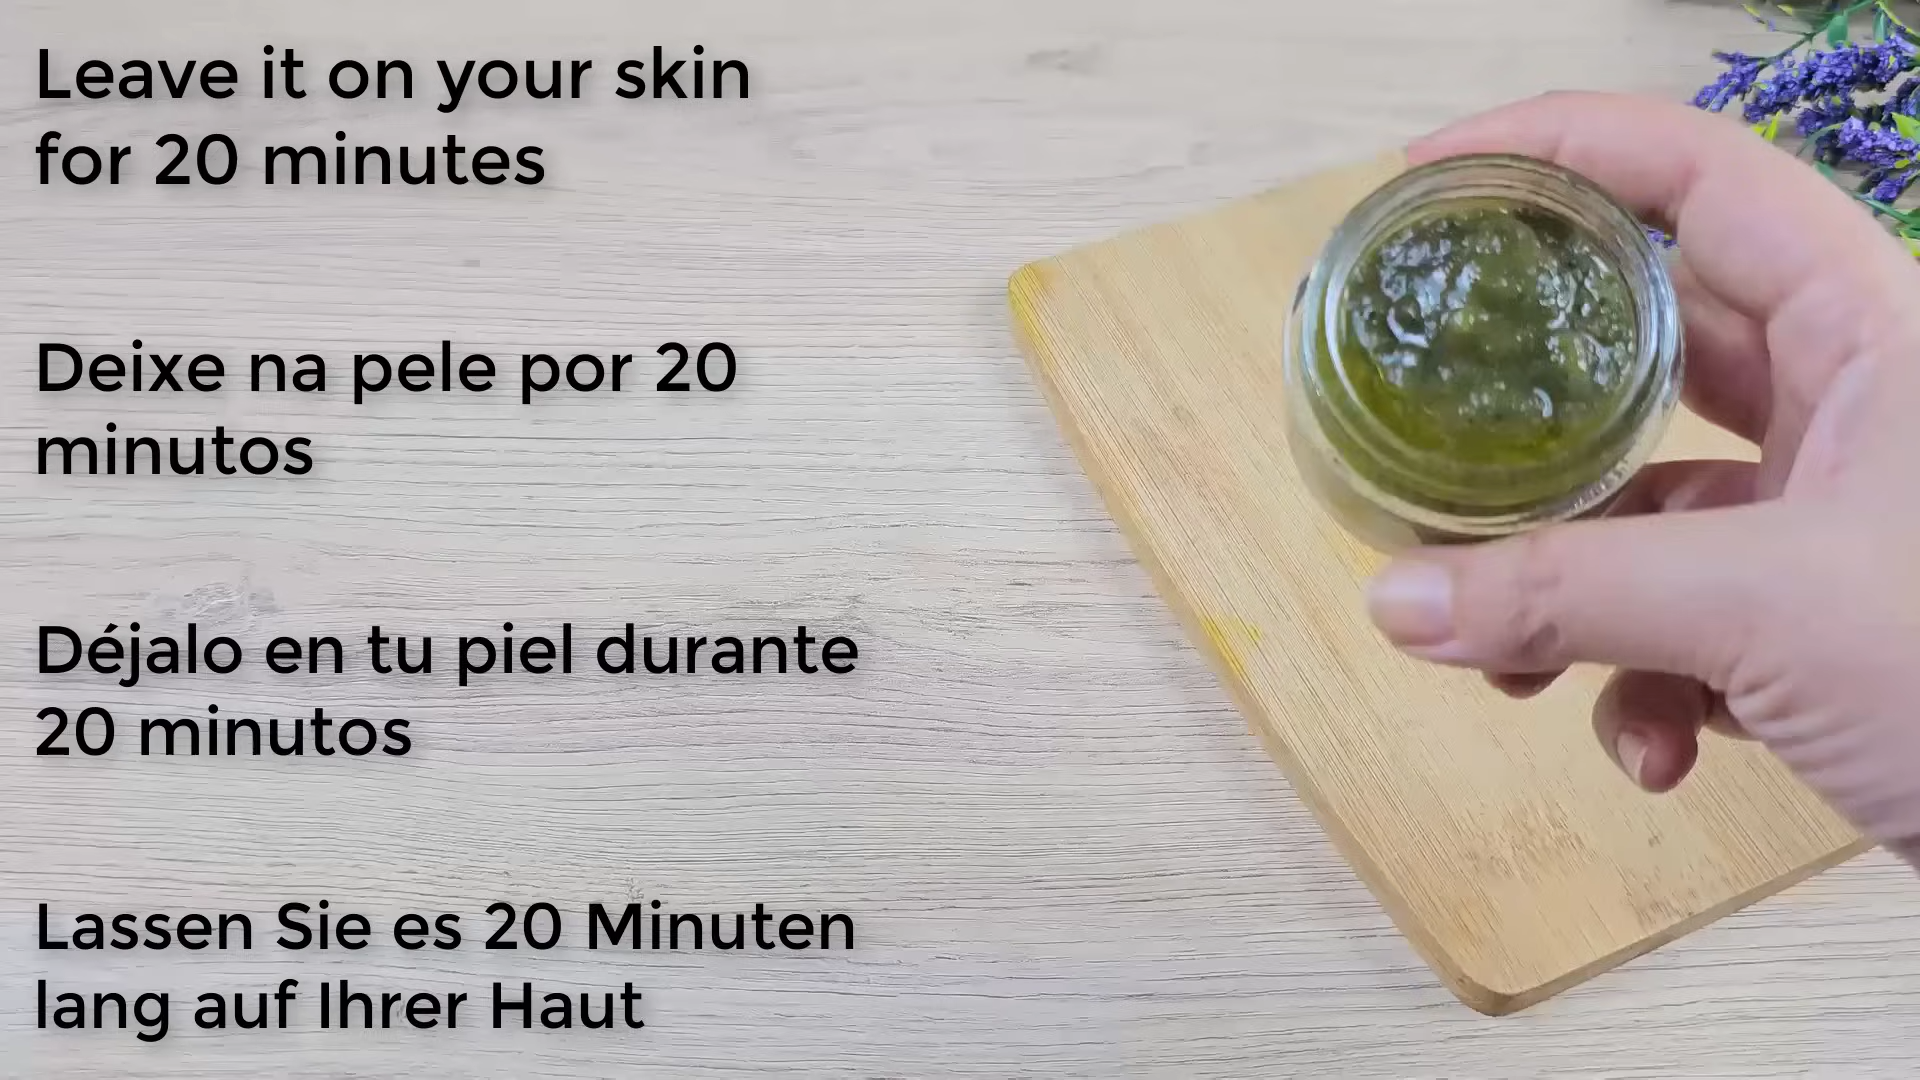 Leave it on your skin
for 20 minutes
Deixe na pele por 20
minutos
Déjalo en tu piel durante
20 minutos
Lassen Sie es 20 Minuten
lang auf Ihrer Haut